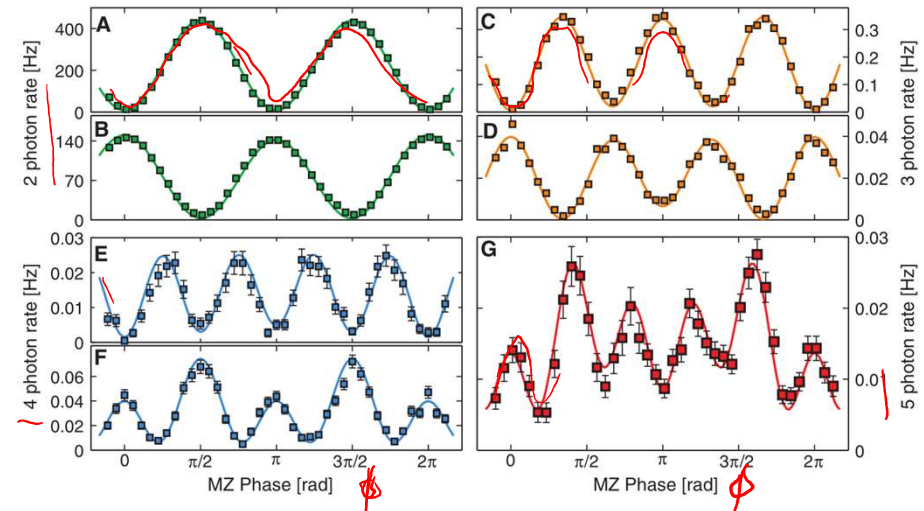 A
400
200
0
2 photon rate [Hz]
B
140
70
0
C
0.3
0.2
0.1
0
3 photon rate [Hz]
D
0.04
0.02
0
E
0.03
0.02
0.01
0
4 photon rate [Hz]
F
0.06
0.04
0.02
0
0 π/2 π 3π/2 2π
MZ Phase [rad]
ϕ
G
0.03
0.02
0.01
0
5 photon rate [Hz]
0 π/2 π 3π/2 2π
MZ Phase [rad]
ϕ